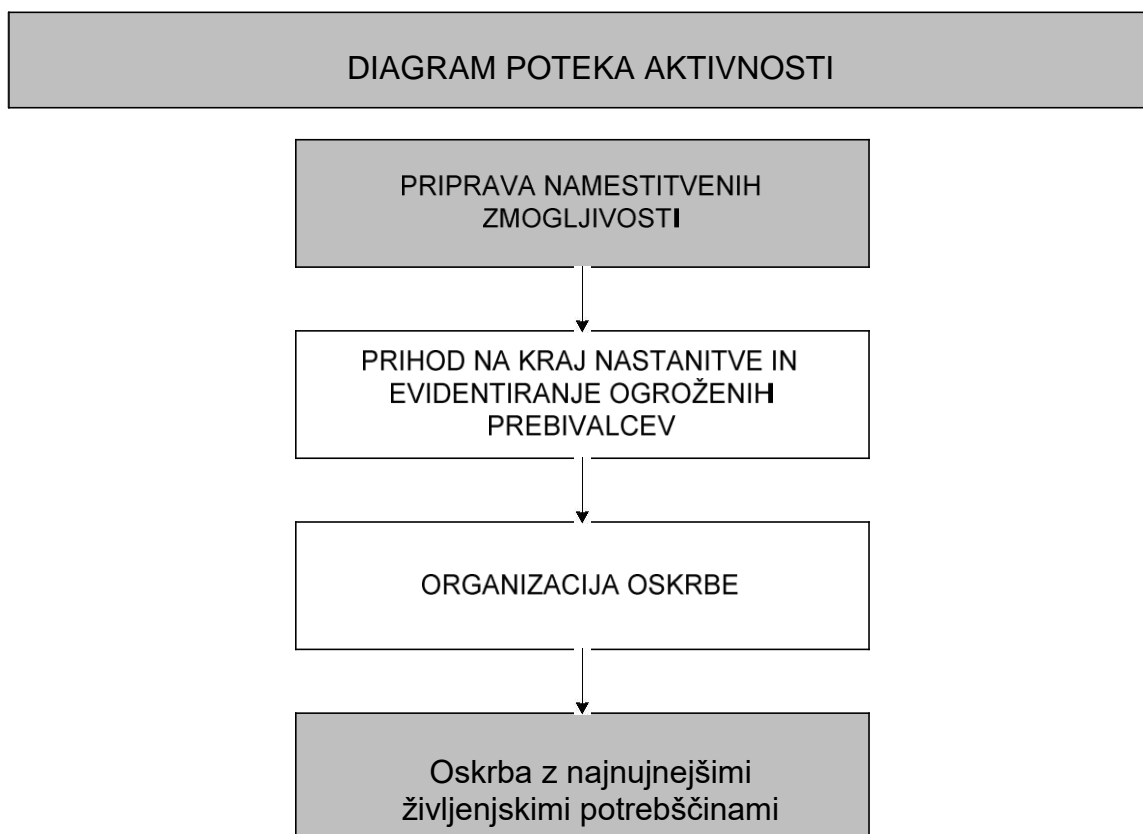 DIAGRAM POTEKA AKTIVNOSTI
PRIPRAVA NAMESTITVENIH
ZMOGLJIVOSTI
PRIHOD NA KRAJ NASTANITVE IN
EVIDENTIRANJE OGROŽENIH
PREBIVALCEV
ORGANIZACIJA OSKRBE
Oskrba z najnujnejšimi
življenjskimi potrebščinami